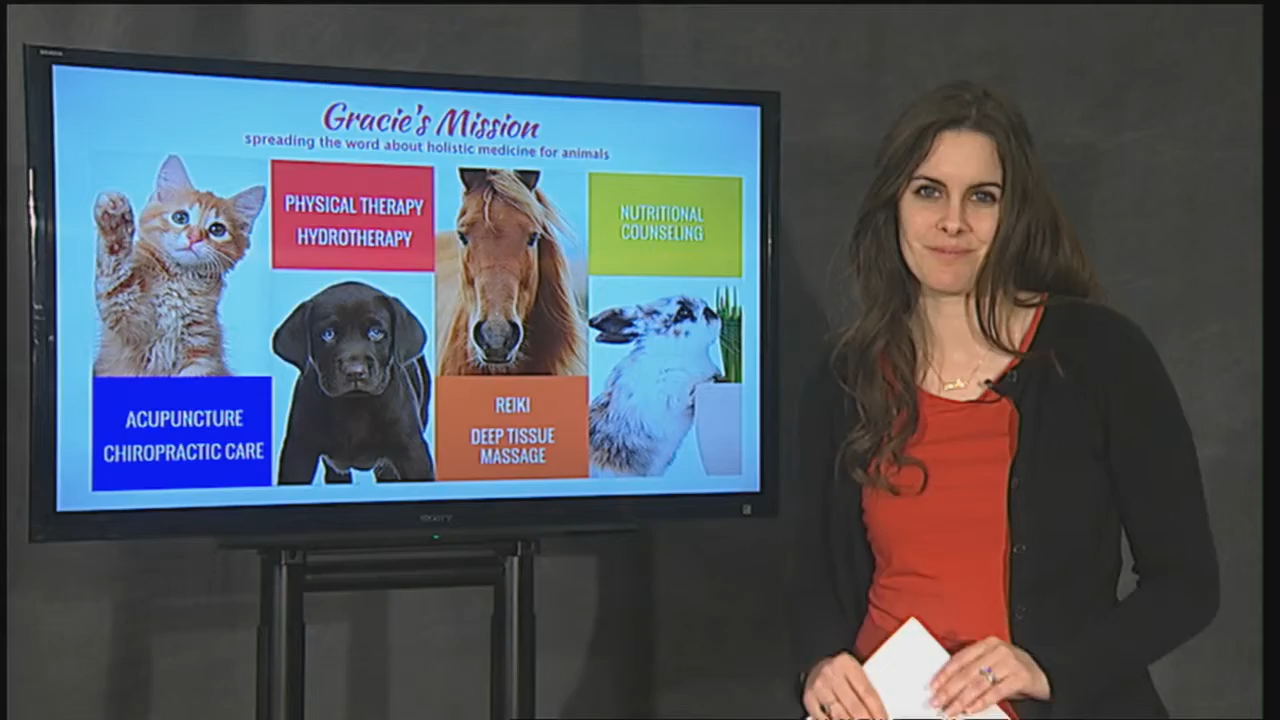 Gracie's Mission
spreading the word about holistic medicine for animals
PHYSICAL THERAPY
HYDROTHERAPY
NUTRITIONAL
COUNSELING
ACUPUNCTURE
CHIROPRACTIC CARE
REIKI
DEEP TISSUE
MASSAGE